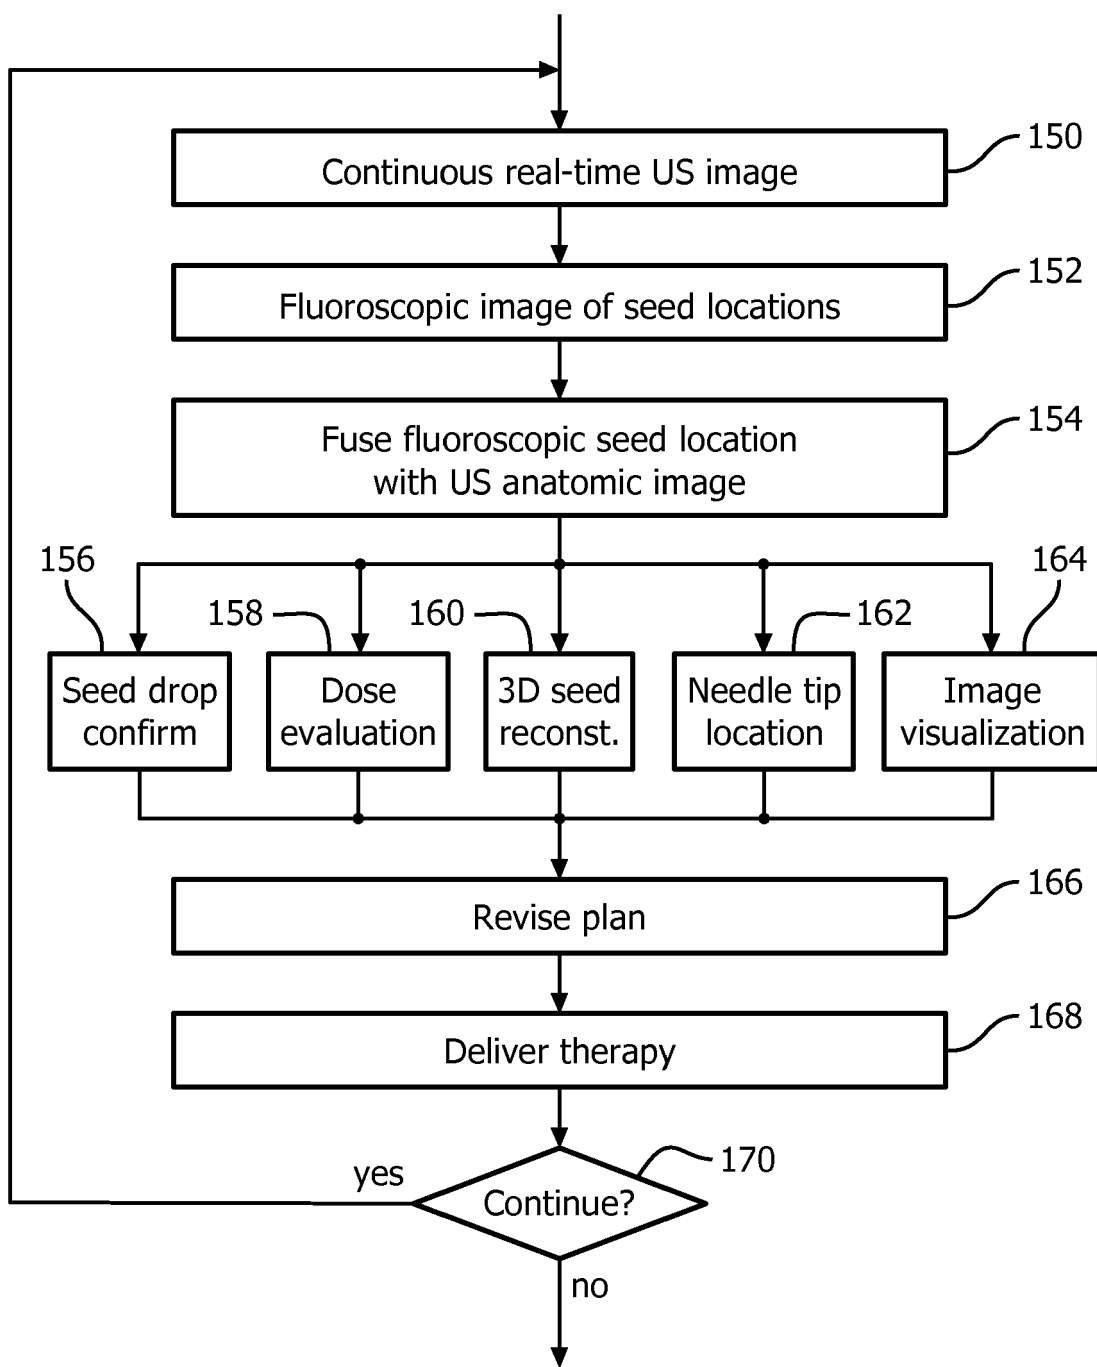 150
Continuous real-time US image
152
Fluoroscopic image of seed locations
154
Fuse fluoroscopic seed location
with US anatomic image
156
158
160
162
164
Seed drop
confirm
Dose
evaluation
3D seed
reconst.
Needle tip
location
Image
visualization
166
Revise plan
168
Deliver therapy
170
yes
Continue?
no